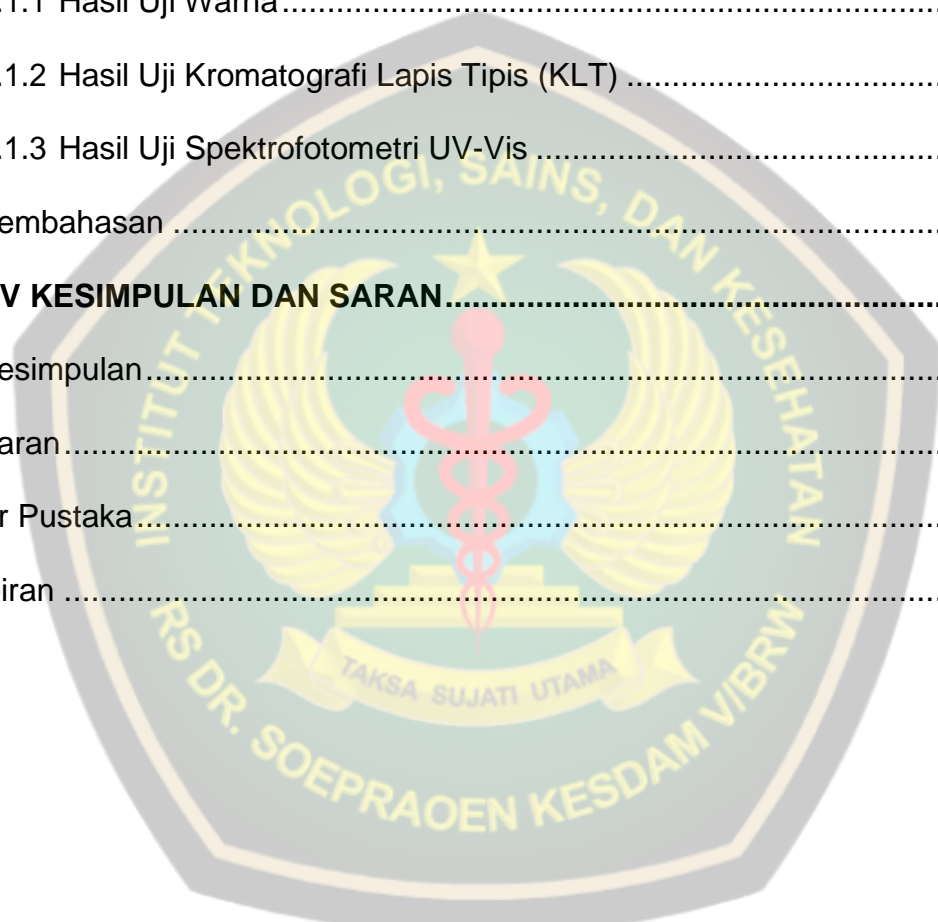 .1.1 Hasil Uji Warna..........
.1.2 Hasil Uji Kromatografi Lapis Tipis (KLT) ..........
.1.3 Hasil Uji Spektrofotometri UV-Vis ..........
embahasan ..........
V KESIMPULAN DAN SARAN..........
esimpulan..........
aran..........
r Pustaka..........
iran ..........
INSTITUT TEKNOLOGI, SAINS, DAN KESEHATAN
TAKSA SUJATI UTAMA
RS DR. SOEPRAOEN KESDAM V/BRW